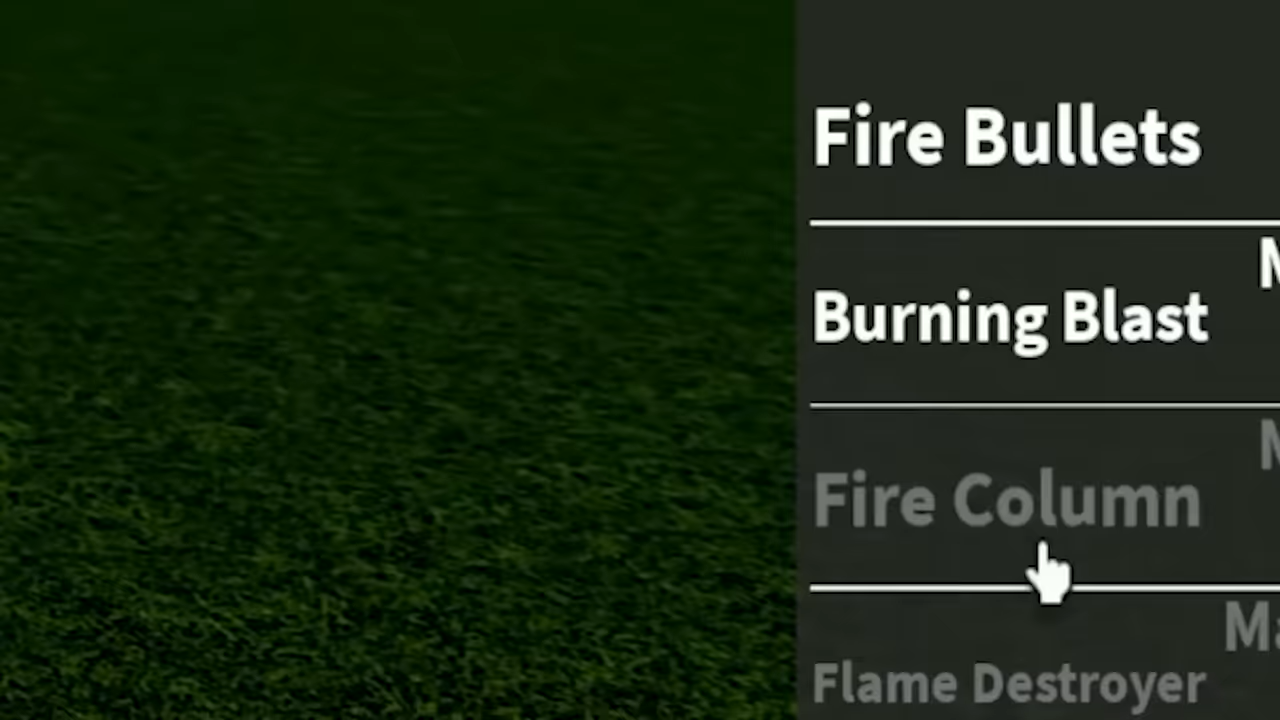 Fire Bullets
Burning Blast
Fire Column
Flame Destroyer